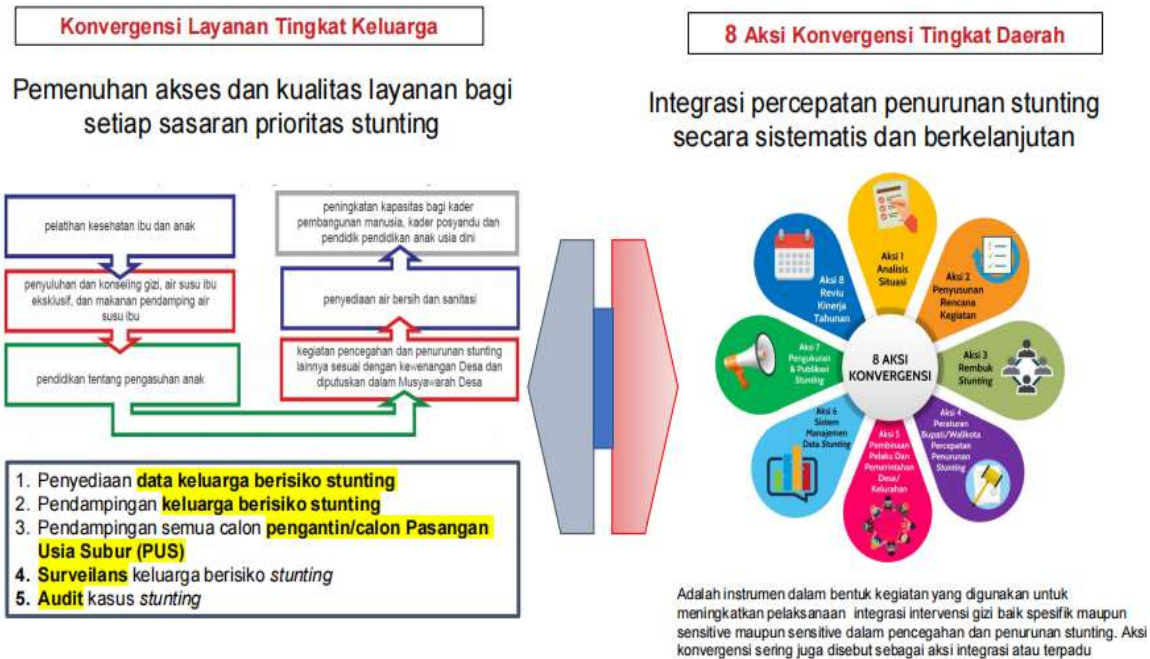 Konvergensi Layanan Tingkat Keluarga
Pemenuhan akses dan kualitas layanan bagi
setiap sasaran prioritas stunting
pelatihan kesehatan ibu dan anak
penyuluhan dan konseling gizi, air susu ibu
eksklusif, dan makanan pendamping air
susu ibu
pendidikan tentang pengasuhan anak
peningkatan kapasitas bagi kader
pembangunan manusia, kader posyandu dan
pendidik pendidikan anak usia dini
penyediaan air bersih dan sanitasi
kegiatan pencegahan dan penurunan stunting
lainnya sesuai dengan kewenangan Desa dan
diputuskan dalam Musyawarah Desa
1. Penyediaan data keluarga berisiko stunting
2. Pendampingan keluarga berisiko stunting
3. Pendampingan semua calon pengantin/calon Pasangan
Usia Subur (PUS)
4. Surveilans keluarga berisiko stunting
5. Audit kasus stunting
8 Aksi Konvergensi Tingkat Daerah
Integrasi percepatan penurunan stunting
secara sistematis dan berkelanjutan
8 AKSI
KONVERGENSI
Aksi 1
Analisis
Situasi
Aksi 2
Penyusunan
Rencana
Kegiatan
Aksi 3
Rembuk
Stunting
Aksi 4
Peraturan
Bupati/Walikota
Percepatan
Penurunan
Stunting
Aksi 5
Pembinaan
Pelaku Dan
Pemerintahan
Desa/
Kelurahan
Aksi 6
Sistem
Manajemen
Data Stunting
Aksi 7
Pengukuran
& Publikasi
Stunting
Aksi 8
Reviu
Kinerja
Tahunan
Adalah instrumen dalam bentuk kegiatan yang digunakan untuk
meningkatkan pelaksanaan integrasi intervensi gizi baik spesifik maupun
sensitive maupun sensitive dalam pencegahan dan penurunan stunting. Aksi
konvergensi sering juga disebut sebagai aksi integrasi atau terpadu